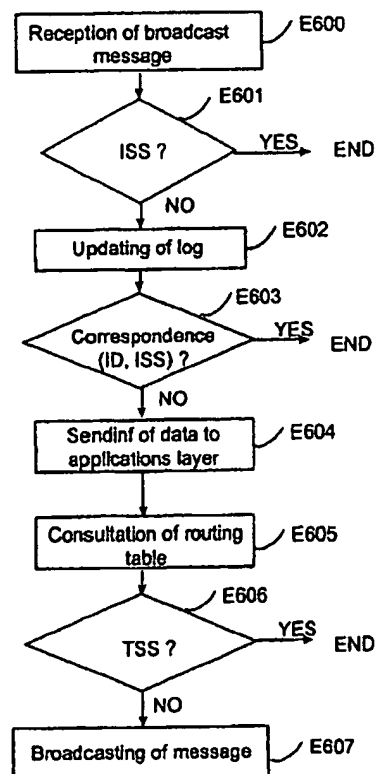 Reception of broadcast
message
E600
E601
ISS ?
YES
END
NO
Updating of log
E602
E603
Correspondence
(ID, ISS) ?
YES
END
NO
Sendinf of data to
applications layer
E604
Consultation of routing
table
E605
E606
TSS ?
YES
END
NO
Broadcasting of message
E607